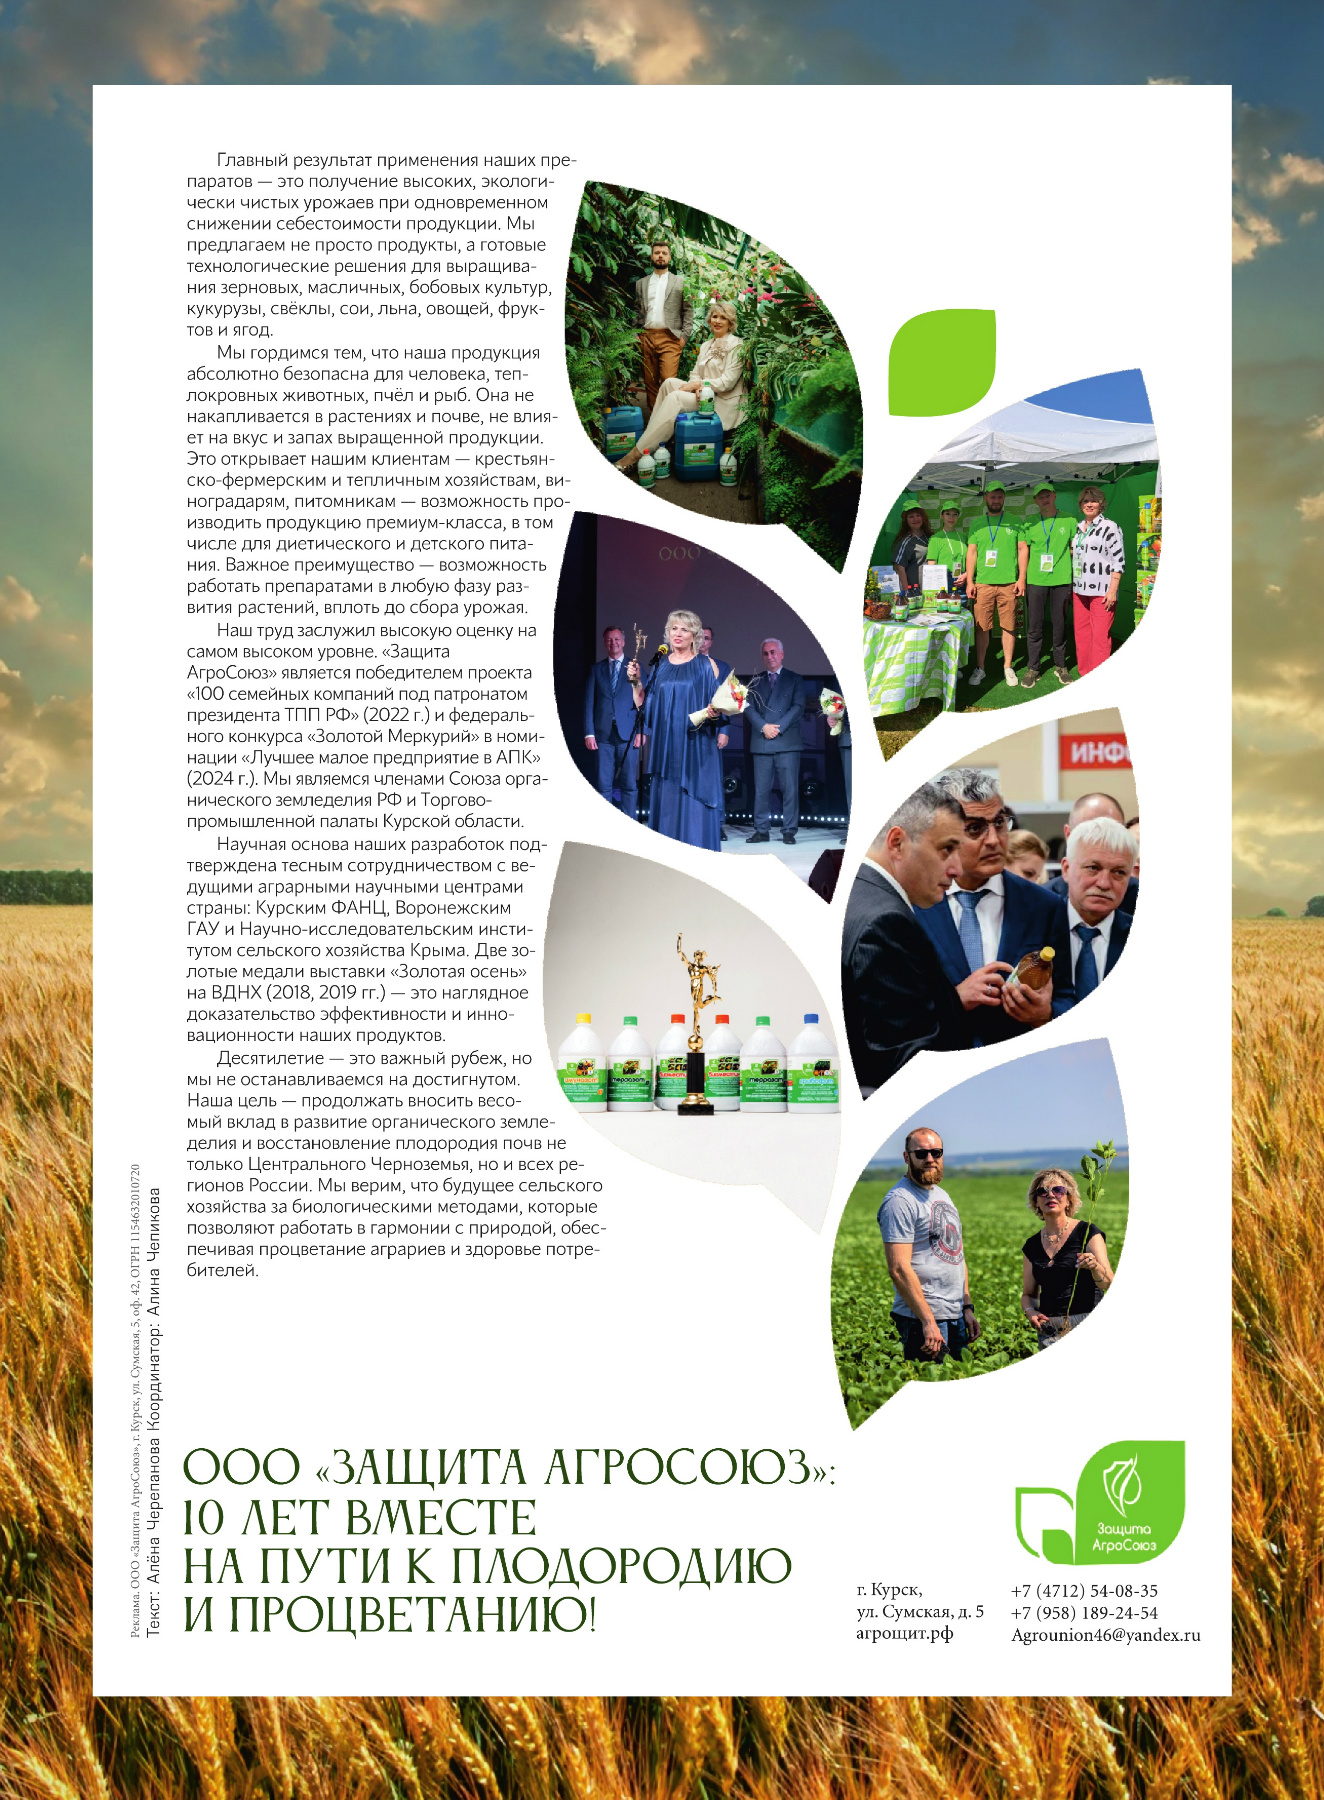 Главный результат применения наших пре-
паратов — это получение высоких, экологи-
чески чистых урожаев при одновременном
снижении себестоимости продукции. Мы
предлагаем не просто продукты, а готовые
технологические решения для выращива-
ния зерновых, масличных, бобовых культур,
кукурузы, свёклы, сои, льна, овощей, фрук-
тов и ягод.
Мы гордимся тем, что наша продукция
абсолютно безопасна для человека, теп-
локровных животных, пчёл и рыб. Она не
накапливается в растениях и почве, не влия-
ет на вкус и запах выращенной продукции.
Это открывает нашим клиентам — крестьян-
ско-фермерским и тепличным хозяйствам, ви-
ноградарям, питомникам — возможность про-
изводить продукцию премиум-класса, в том
числе для диетического и детского пита-
ния. Важное преимущество — возможность
работать препаратами в любую фазу раз-
вития растений, вплоть до сбора урожая.
Наш труд заслужил высокую оценку на
самом высоком уровне. «Защита
АгроСоюз» является победителем проекта
«100 семейных компаний под патронатом
президента ТПП РФ» (2022 г.) и федераль-
ного конкурса «Золотой Меркурий» в номи-
нации «Лучшее малое предприятие в АПК»
(2024 г.). Мы являемся членами Союза орга-
нического земледелия РФ и Торгово-
промышленной палаты Курской области.
Научная основа наших разработок под-
тверждена тесным сотрудничеством с ве-
дущими аграрными научными центрами
страны: Курским ФАНЦ, Воронежским
ГАУ и Научно-исследовательским инсти-
тутом сельского хозяйства Крыма. Две зо-
лотые медали выставки «Золотая осень»
на ВДНХ (2018, 2019 гг.) — это наглядное
доказательство эффективности и инно-
вационности наших продуктов.
Десятилетие — это важный рубеж, но
мы не останавливаемся на достигнутом.
Наша цель — продолжать вносить весо-
мый вклад в развитие органического земле-
делия и восстановление плодородия почв не
только Центрального Черноземья, но и всех ре-
гионов России. Мы верим, что будущее сельского
хозяйства за биологическими методами, которые
позволяют работать в гармонии с природой, обес-
печивая процветание аграриев и здоровье потре-
бителей.
ООО
ИНФ
Реклама. ООО «Защита АгроСоюз», г. Курск, ул. Сумская, 5, оф. 42, ОГРН 1154632010720
Текст: Алёна Черепанова Координатор: Алина Чепикова
ООО «ЗАЩИТА АГРОСОЮЗ»:
10 ЛЕТ ВМЕСТЕ
НА ПУТИ К ПЛОДОРОДИЮ
И ПРОЦВЕТАНИЮ!
Защита
АгроСоюз
г. Курск,
ул. Сумская, д. 5
агрощит.рф
+7 (4712) 54-08-35
+7 (958) 189-24-54
Agrounion46@yandex.ru